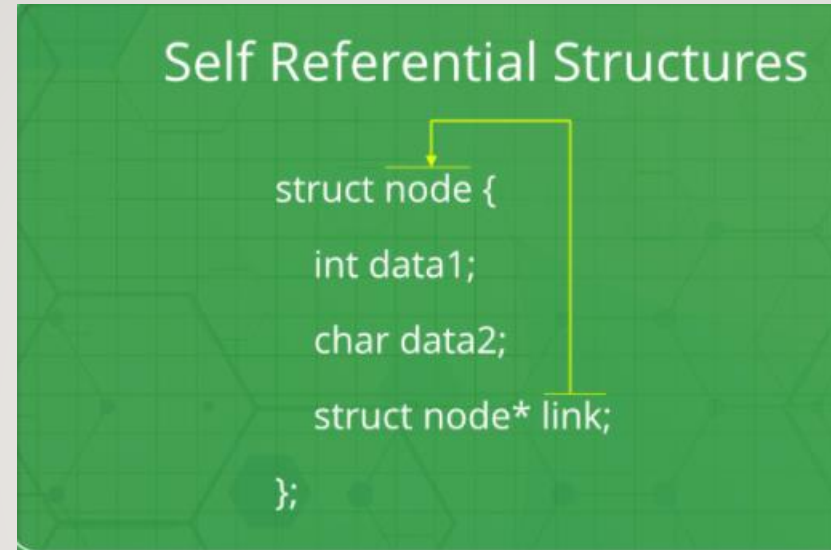 Self Referential Structures
struct node {
int data1;
char data2;
struct node* link;
};